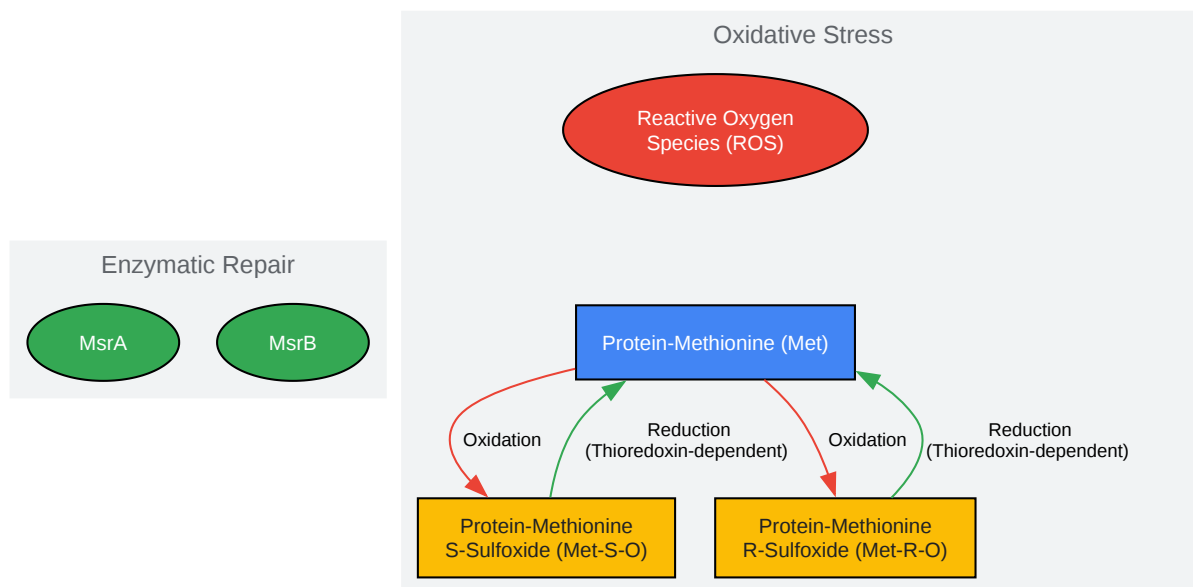 Oxidative Stress
Reactive Oxygen
Species (ROS)
Enzymatic Repair
MsrA
MsrB
Protein-Methionine (Met)
Oxidation
Reduction
(Thioredoxin-dependent)
Oxidation
Reduction
(Thioredoxin-dependent)
Protein-Methionine
S-Sulfoxide (Met-S-O)
Protein-Methionine
R-Sulfoxide (Met-R-O)